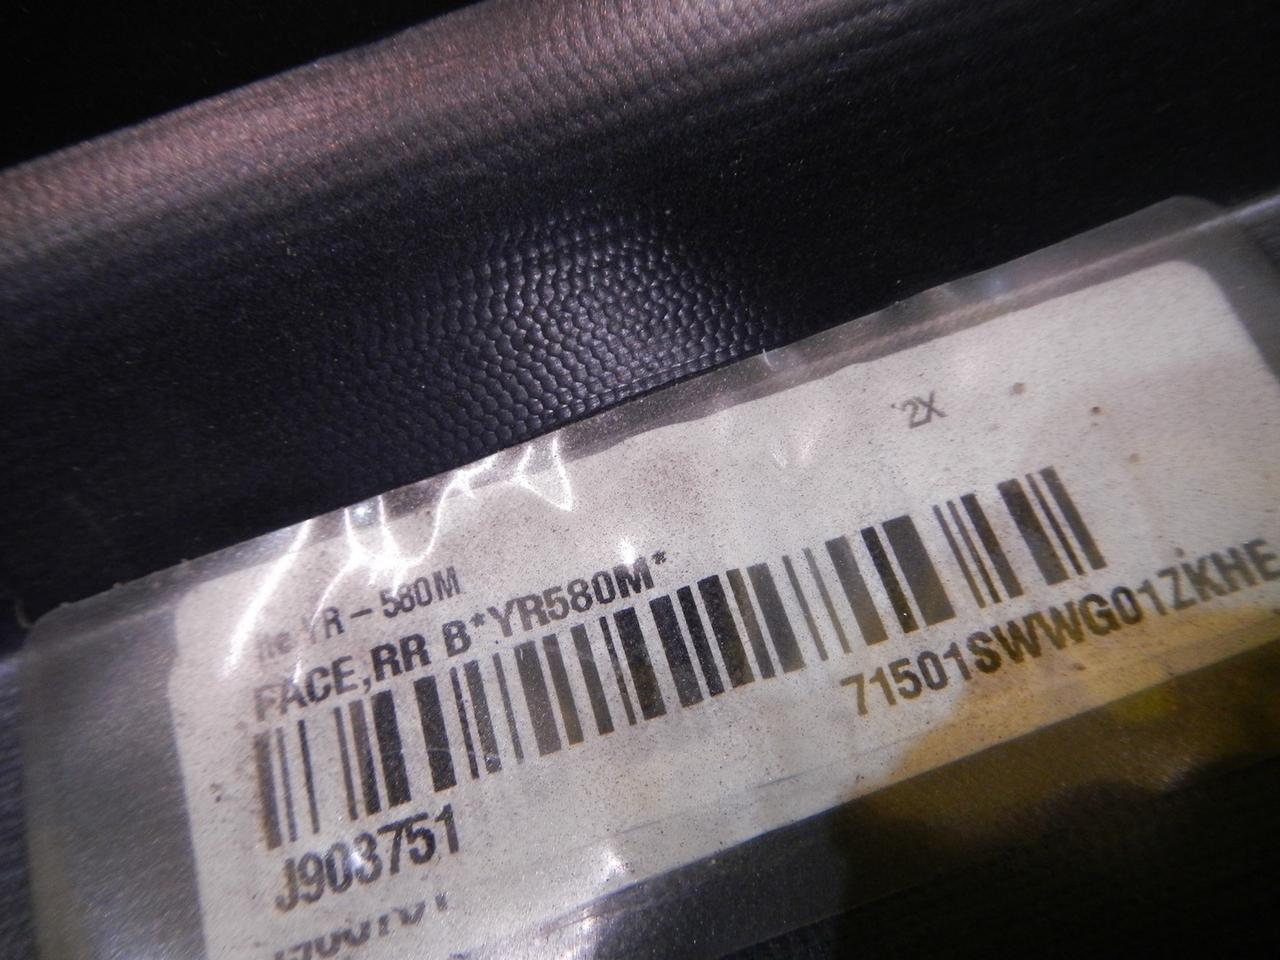 2X
YR-580M
FACE,RR B*YR580M*
71501SWWG01ZKHE
J903751